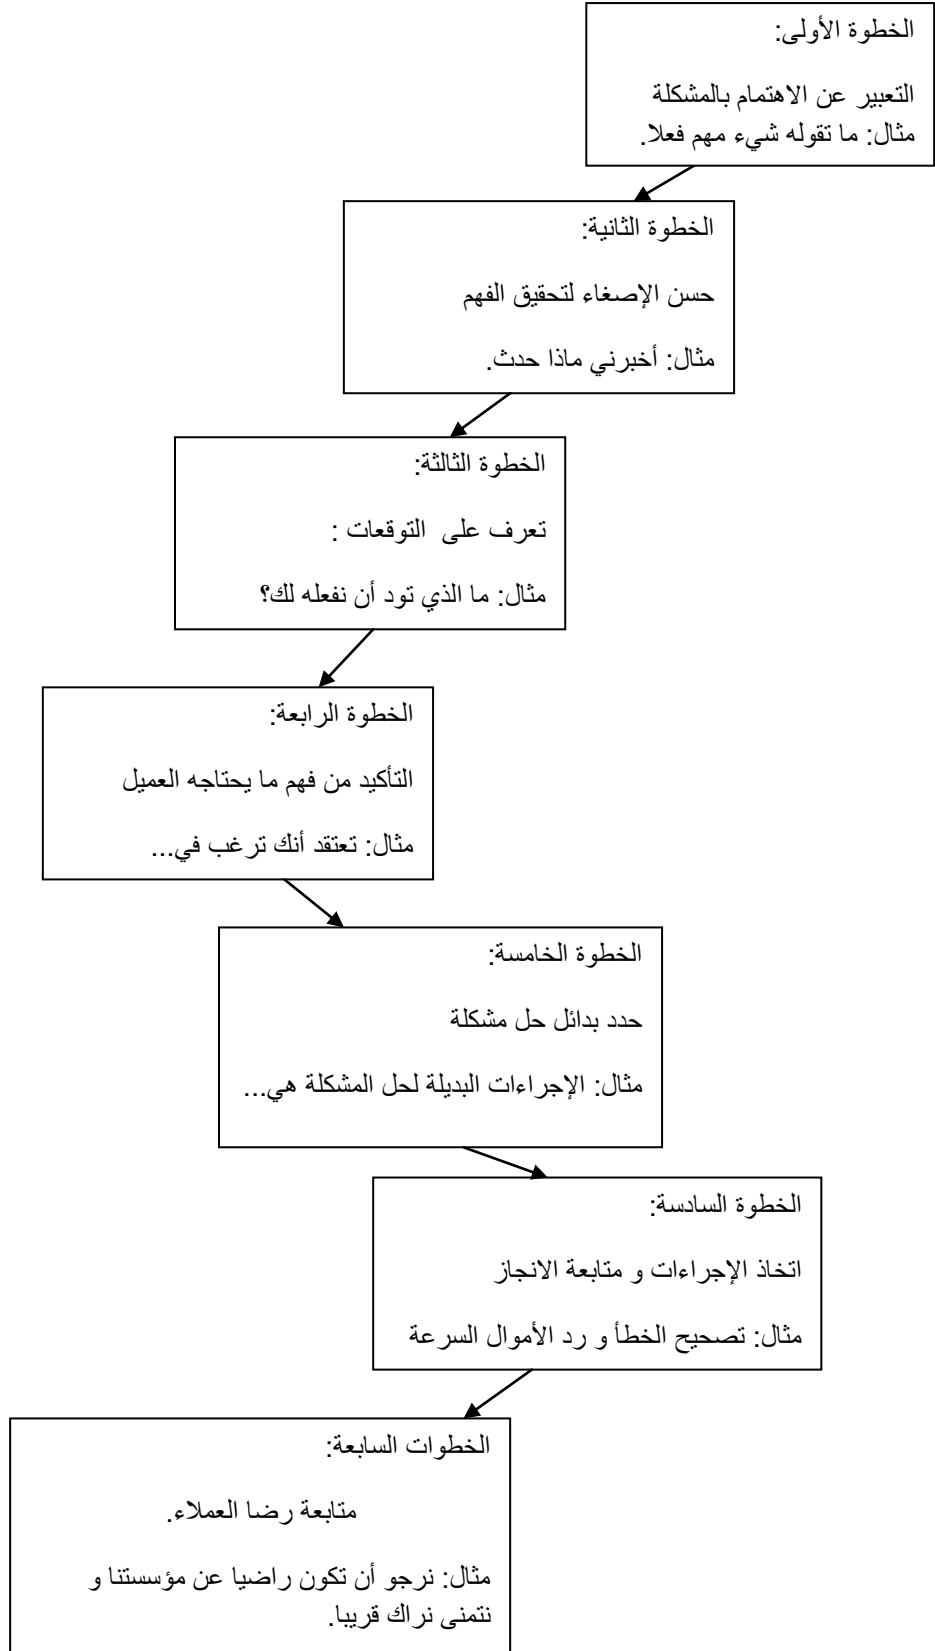 الخطوة الأولى:
التعبير عن الاهتمام بالمشكلة
مثال: ما تقوله شيء مهم فعلا.
الخطوة الثانية:
حسن الإصغاء لتحقيق الفهم
مثال: أخبرني ماذا حدث.
الخطوة الثالثة:
تعرف على التوقعات :
مثال: ما الذي تود أن نفعله لك؟
الخطوة الرابعة:
التأكيد من فهم ما يحتاجه العميل
مثال: تعتقد أنك ترغب في...
الخطوة الخامسة:
حدد بدائل حل مشكلة
مثال: الإجراءات البديلة لحل المشكلة هي...
الخطوة السادسة:
اتخاذ الإجراءات و متابعة الانجاز
مثال: تصحيح الخطأ و رد الأموال السرعة
الخطوات السابعة:
متابعة رضا العملاء.
مثال: نرجو أن تكون راضيا عن مؤسستنا و
نتمنى نراك قريبا.